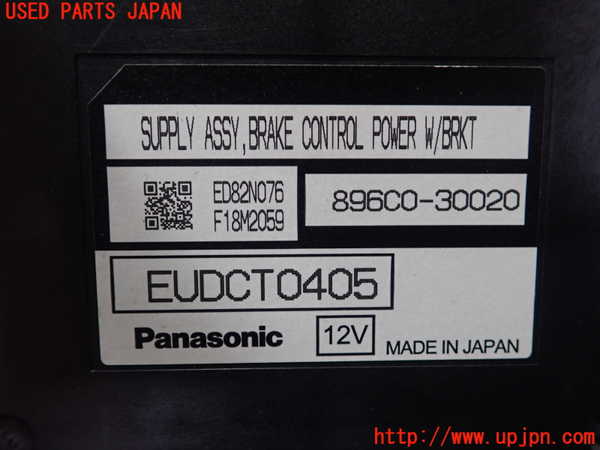 USED PARTS JAPAN
SUPPLY ASSY,BRAKE CONTROL POWER W/BRKT
ED82N076
F18M2059
896C0-30020
EUDCT0405
Panasonic
12V
MADE IN JAPAN
http://www.upjpn.com/